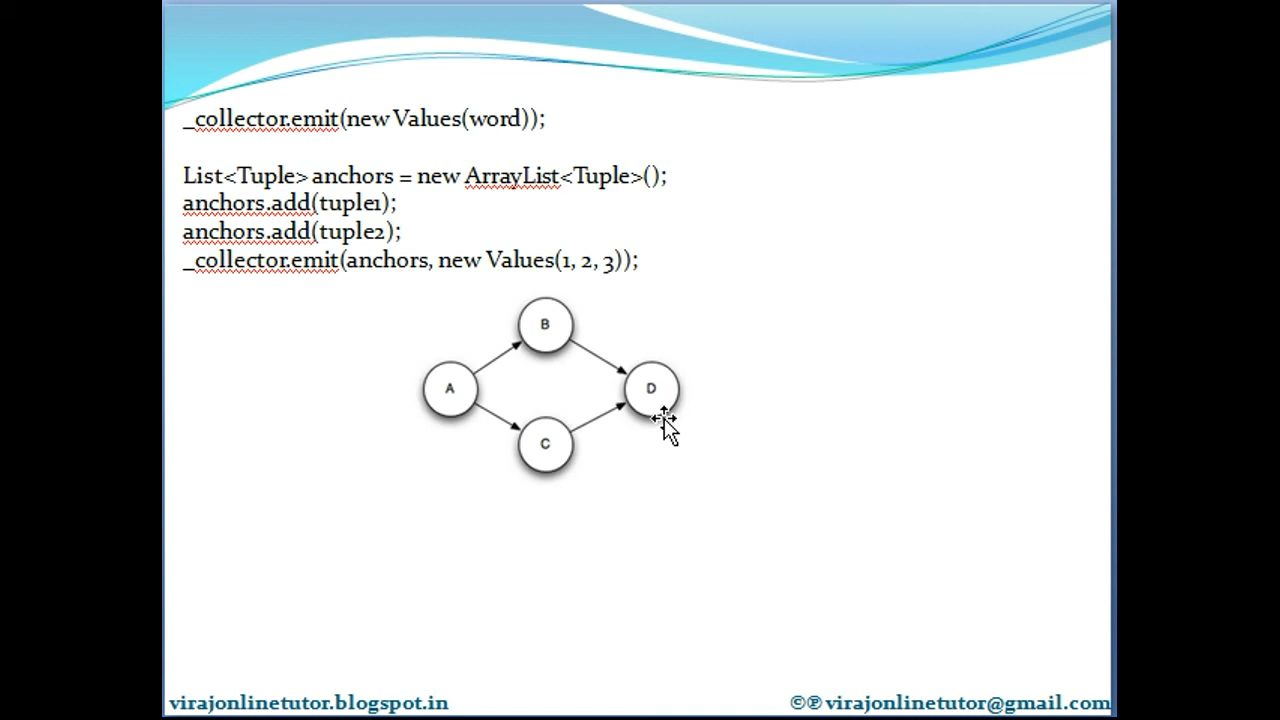 _collector.emit(new Values(word));
List<Tuple> anchors = new ArrayList<Tuple>();
anchors.add(tuple1);
anchors.add(tuple2);
_collector.emit(anchors, new Values(1, 2, 3));
B
A
D
C
virajonlinetutor.blogspot.in
©℗ virajonlinetutor@gmail.com